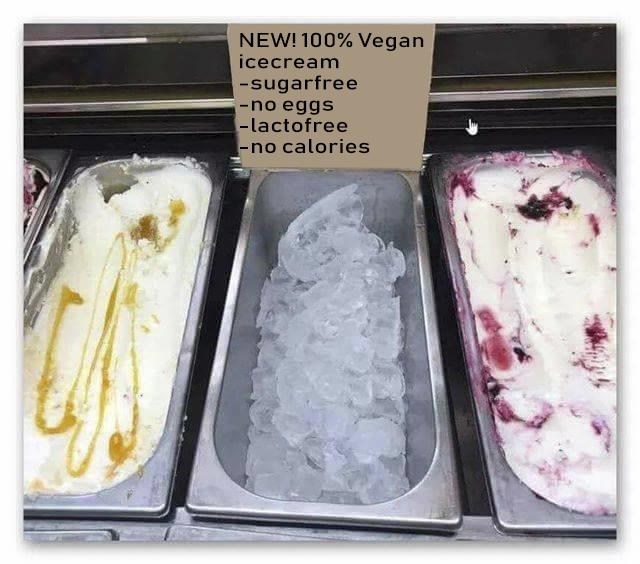 NEW! 100% Vegan
icecream
-sugarfree
-no eggs
-lactofree
-no calories